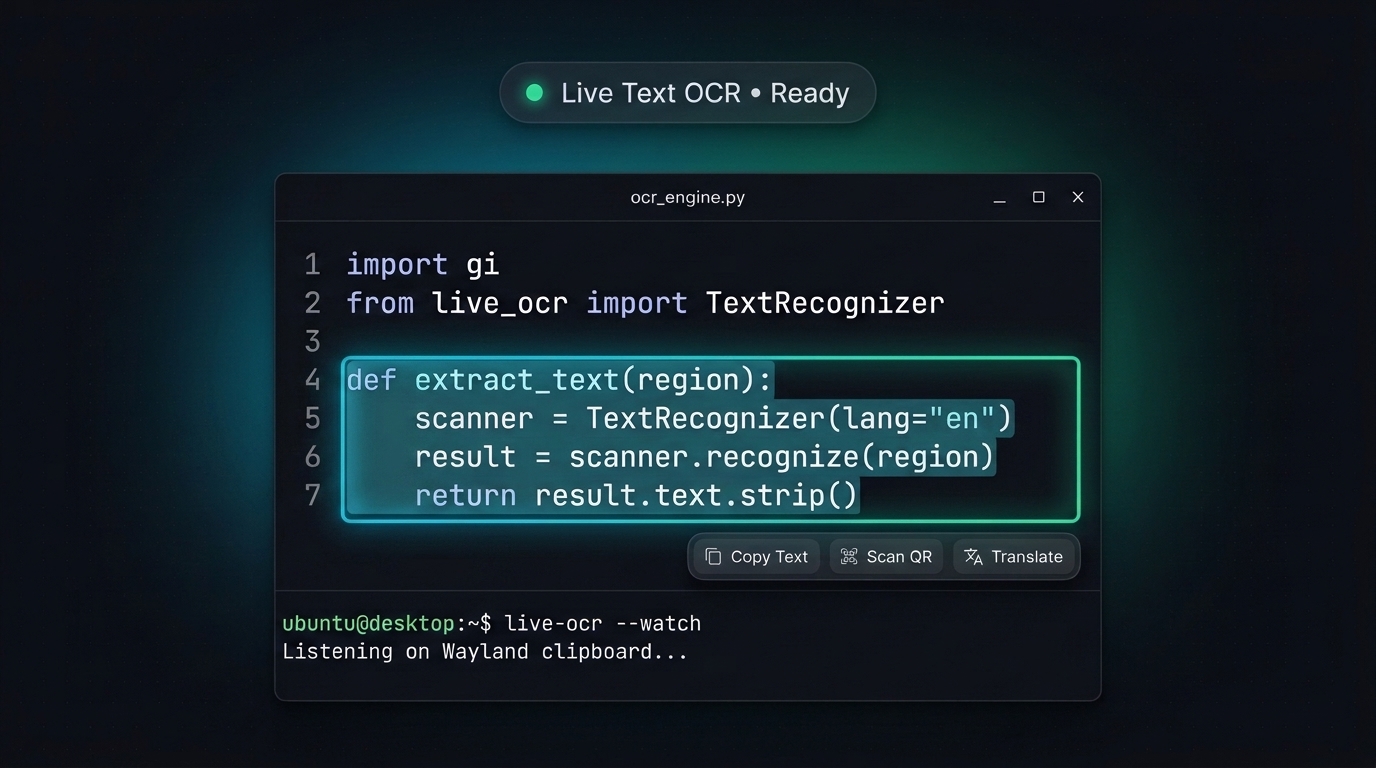 Live Text OCR • Ready
ocr_engine.py
1 import gi
2 from live_ocr import TextRecognizer
3
4 def extract_text(region):
5     scanner = TextRecognizer(lang="en")
6     result = scanner.recognize(region)
7     return result.text.strip()
Copy Text Scan QR Translate
ubuntu@desktop:~$ live-ocr --watch
Listening on Wayland clipboard...